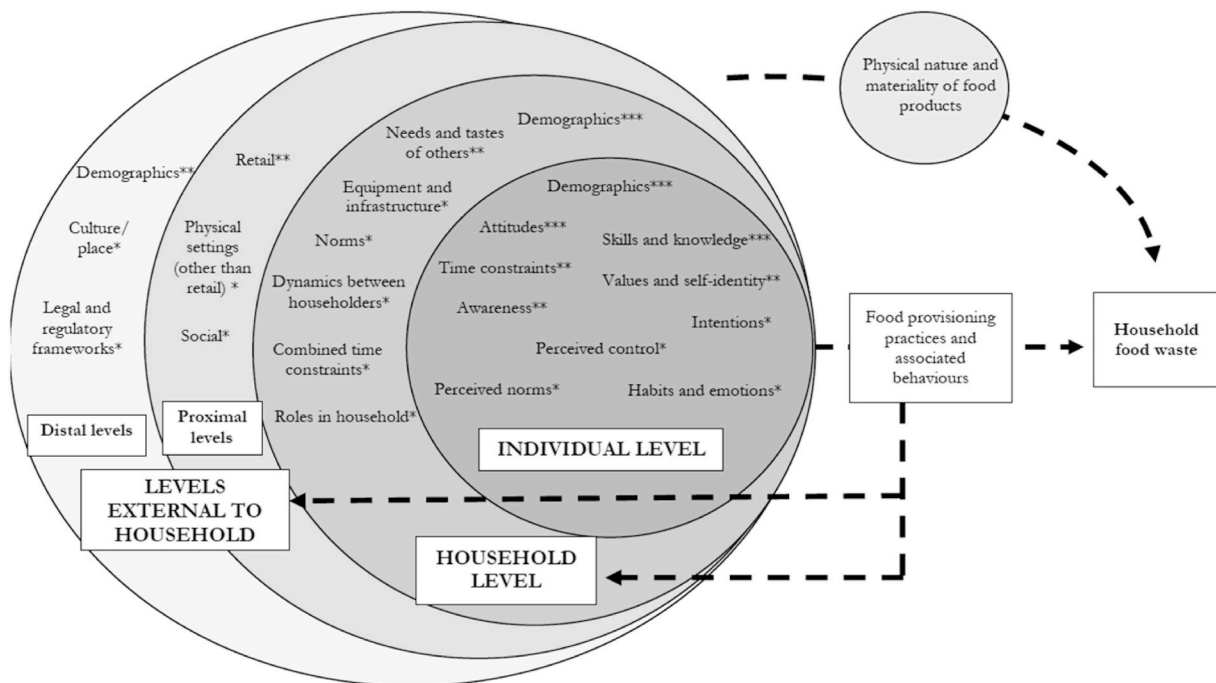 Demographics**
Culture/
place*
Legal and
regulatory
frameworks*
Distal levels
Retail**
Physical
settings
(other than
retail) *
Social*
Proximal
levels
LEVELS
EXTERNAL TO
HOUSEHOLD
Demographics***
Needs and tastes
of others**
Equipment and
infrastructure*
Norms*
Dynamics between
householders*
Combined time
constraints*
Roles in household*
HOUSEHOLD
LEVEL
Demographics***
Attitudes***
Skills and knowledge***
Time constraints**
Values and self-identity**
Awareness**
Intentions*
Perceived control*
Perceived norms*
Habits and emotions*
INDIVIDUAL LEVEL
Physical nature and
materiality of food
products
Food provisioning
practices and
associated
behaviours
Household
food waste